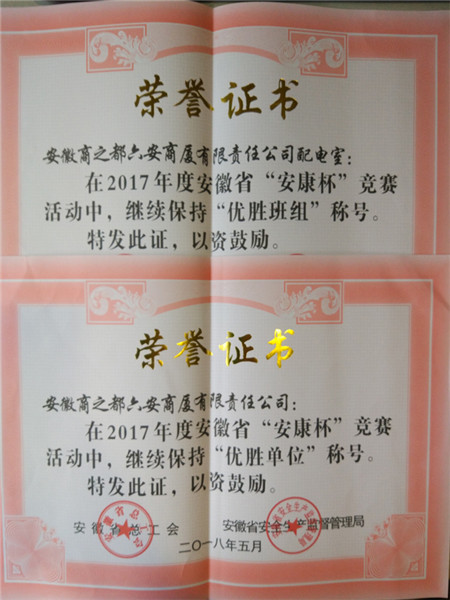 荣誉证书
安徽商之都六安商厦有限责任公司配电室：
在2017年度安徽省“安康杯”竞赛
活动中，继续保持“优胜班组”称号。
特发此证，以资鼓励。
荣誉证书
安徽商之都六安商厦有限责任公司：
在2017年度安徽省“安康杯”竞赛
活动中，继续保持“优胜单位”称号。
特发此证，以资鼓励。
安徽省总工会 安徽省安全生产监督管理局
二〇一八年五月